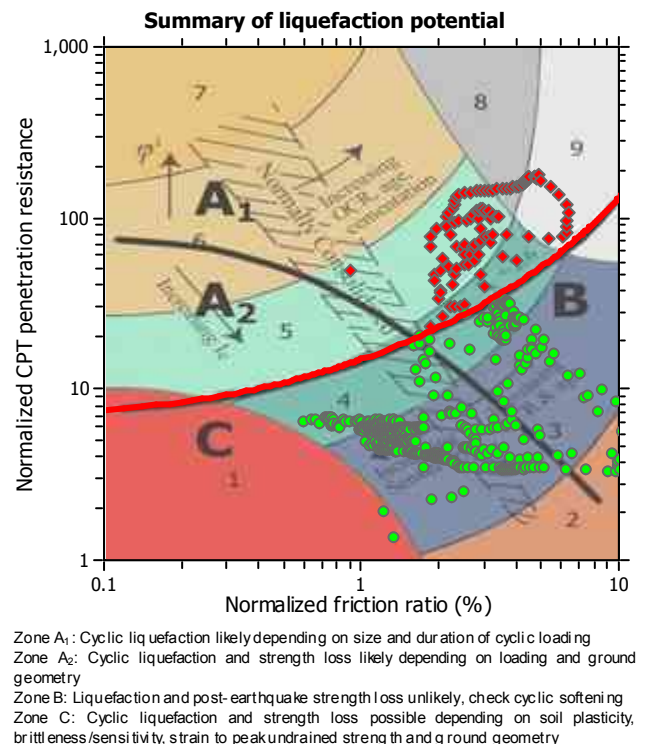 Summary of liquefaction potential
1,000
100
10
1
Normalized CPT penetration resistance
7
8
9
φ'
A1
Normally Consolidated
Increasing
OCR, age,
cementation
6
A2
5
B
4
3
C
1
2
0.1
1
10
Normalized friction ratio (%)
Zone A1: Cyclic liquefaction likely depending on size and duration of cyclic loading
Zone A2: Cyclic liquefaction and strength loss likely depending on loading and ground
geometry
Zone B: Liquefaction and post-earthquake strength loss unlikely, check cyclic softening
Zone C: Cyclic liquefaction and strength loss possible depending on soil plasticity,
brittleness/sensitivity, strain to peak undrained strength and ground geometry